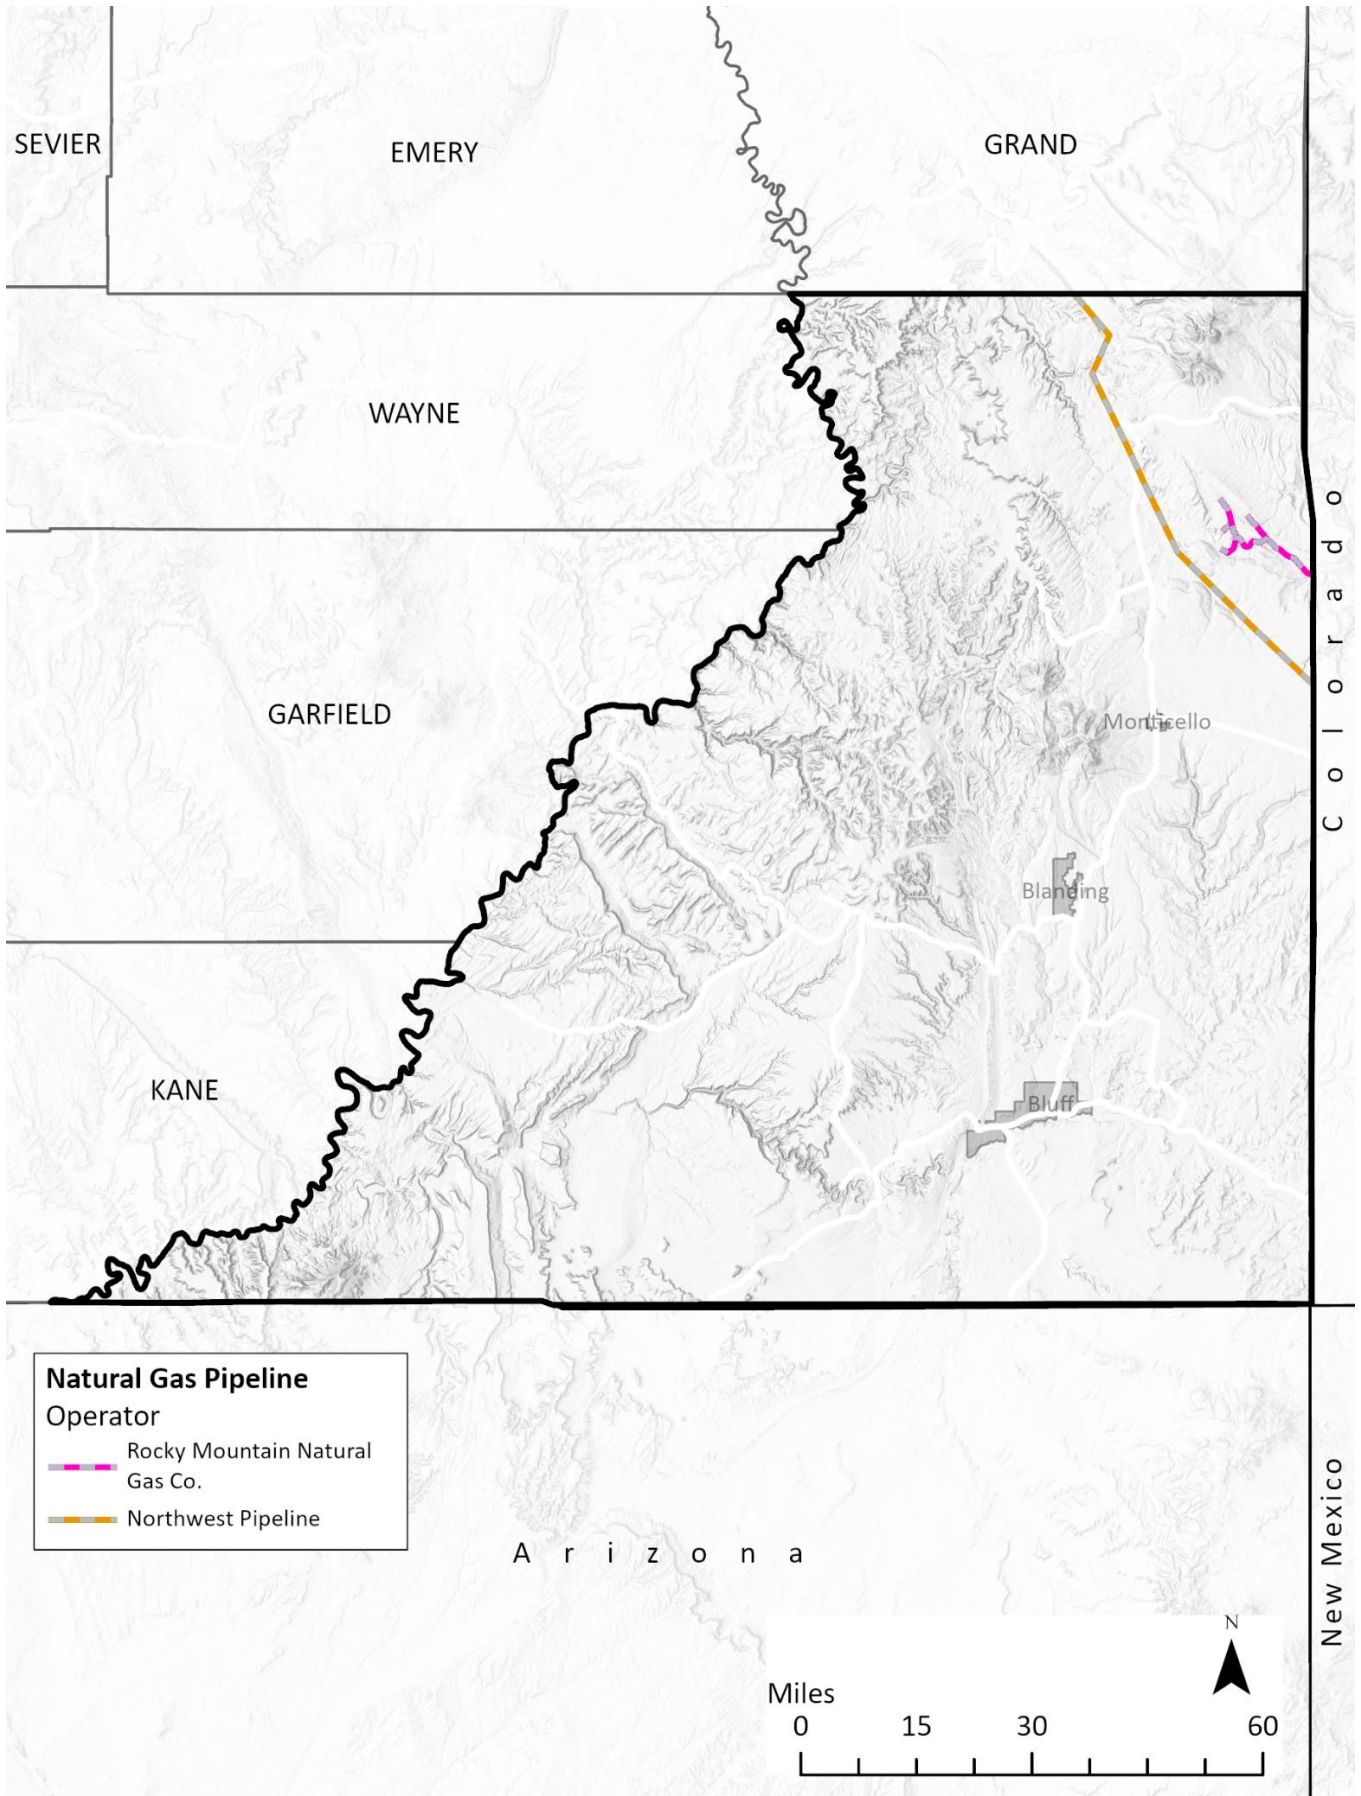 SEVIER
EMERY
GRAND
WAYNE
Colorado
GARFIELD
Monticello
Blanding
KANE
Bluff
Natural Gas Pipeline
Operator
Rocky Mountain Natural
Gas Co.
Northwest Pipeline
Arizona
New Mexico
N
Miles
0 15 30 60